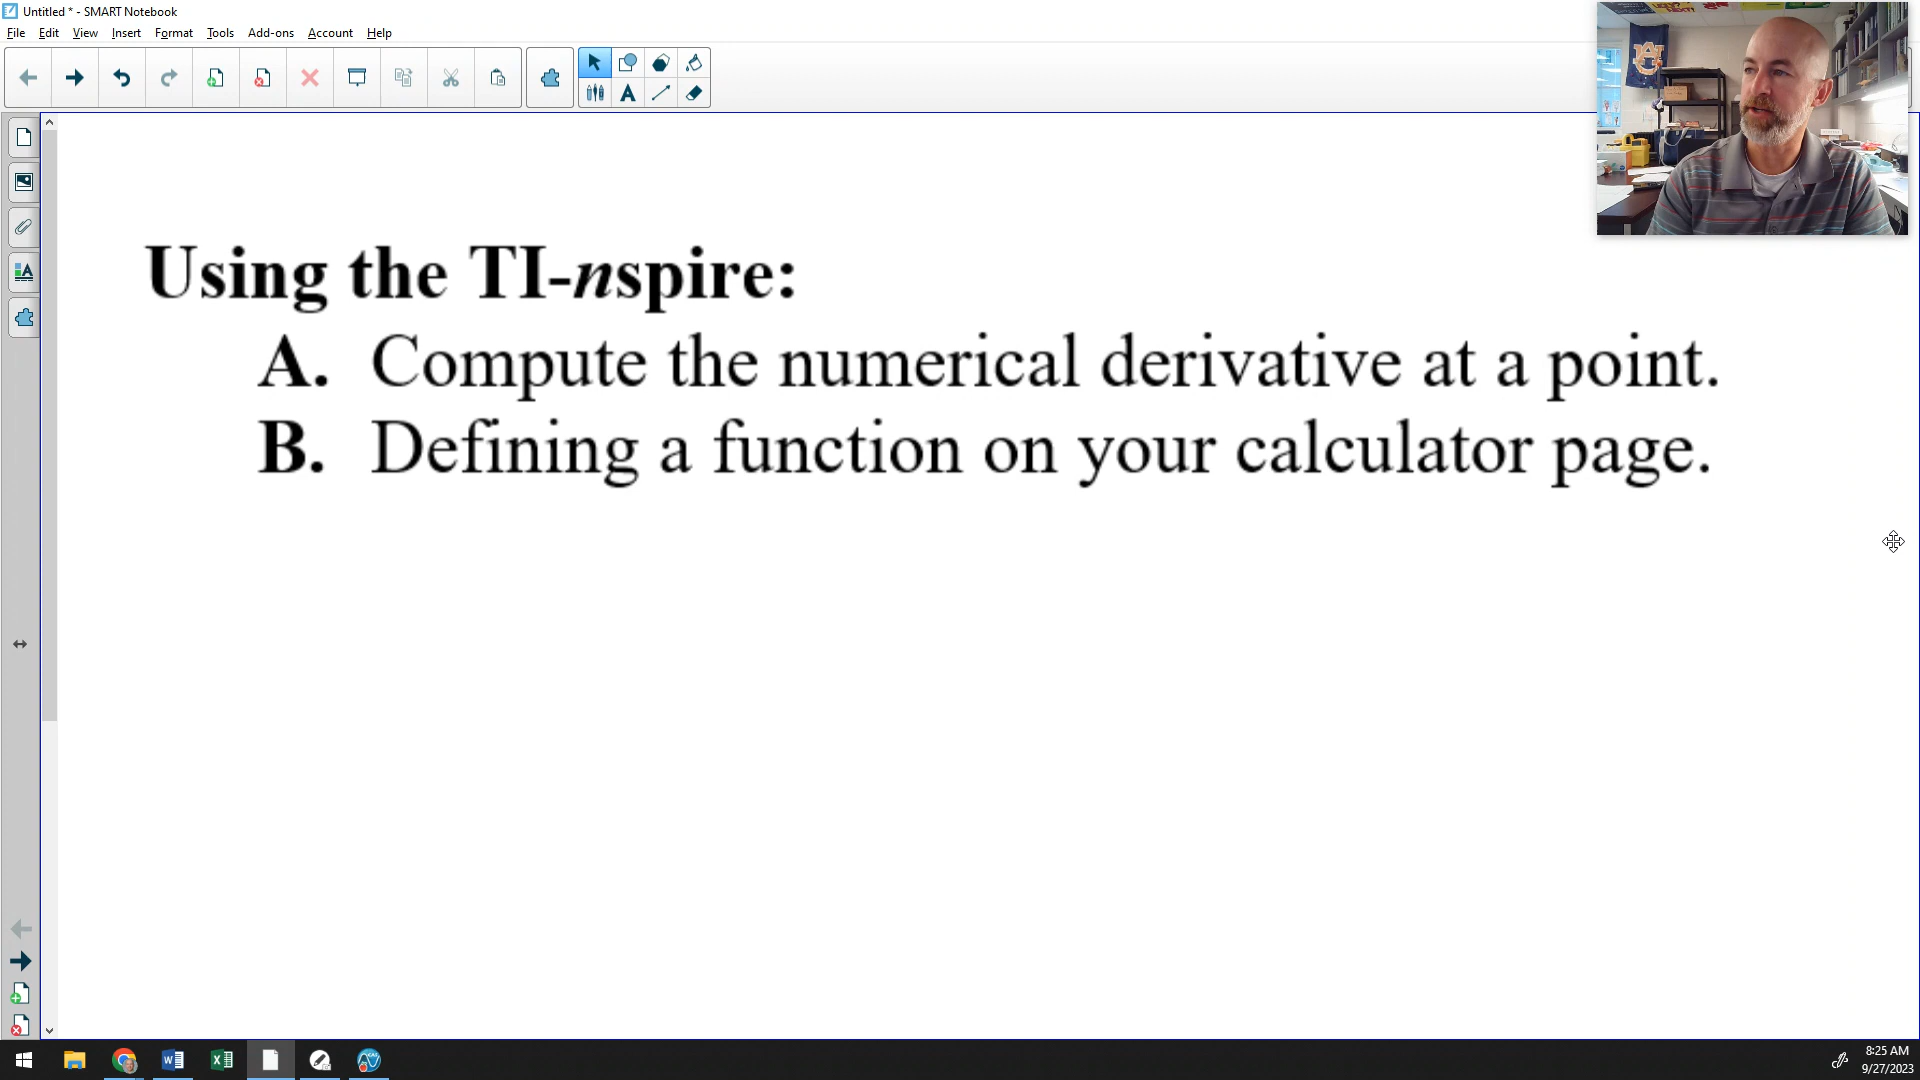 Untitled * - SMART Notebook
File Edit View Insert Format Tools Add-ons Account Help
Using the TI-nspire:
A. Compute the numerical derivative at a point.
B. Defining a function on your calculator page.
8:25 AM
9/27/2023